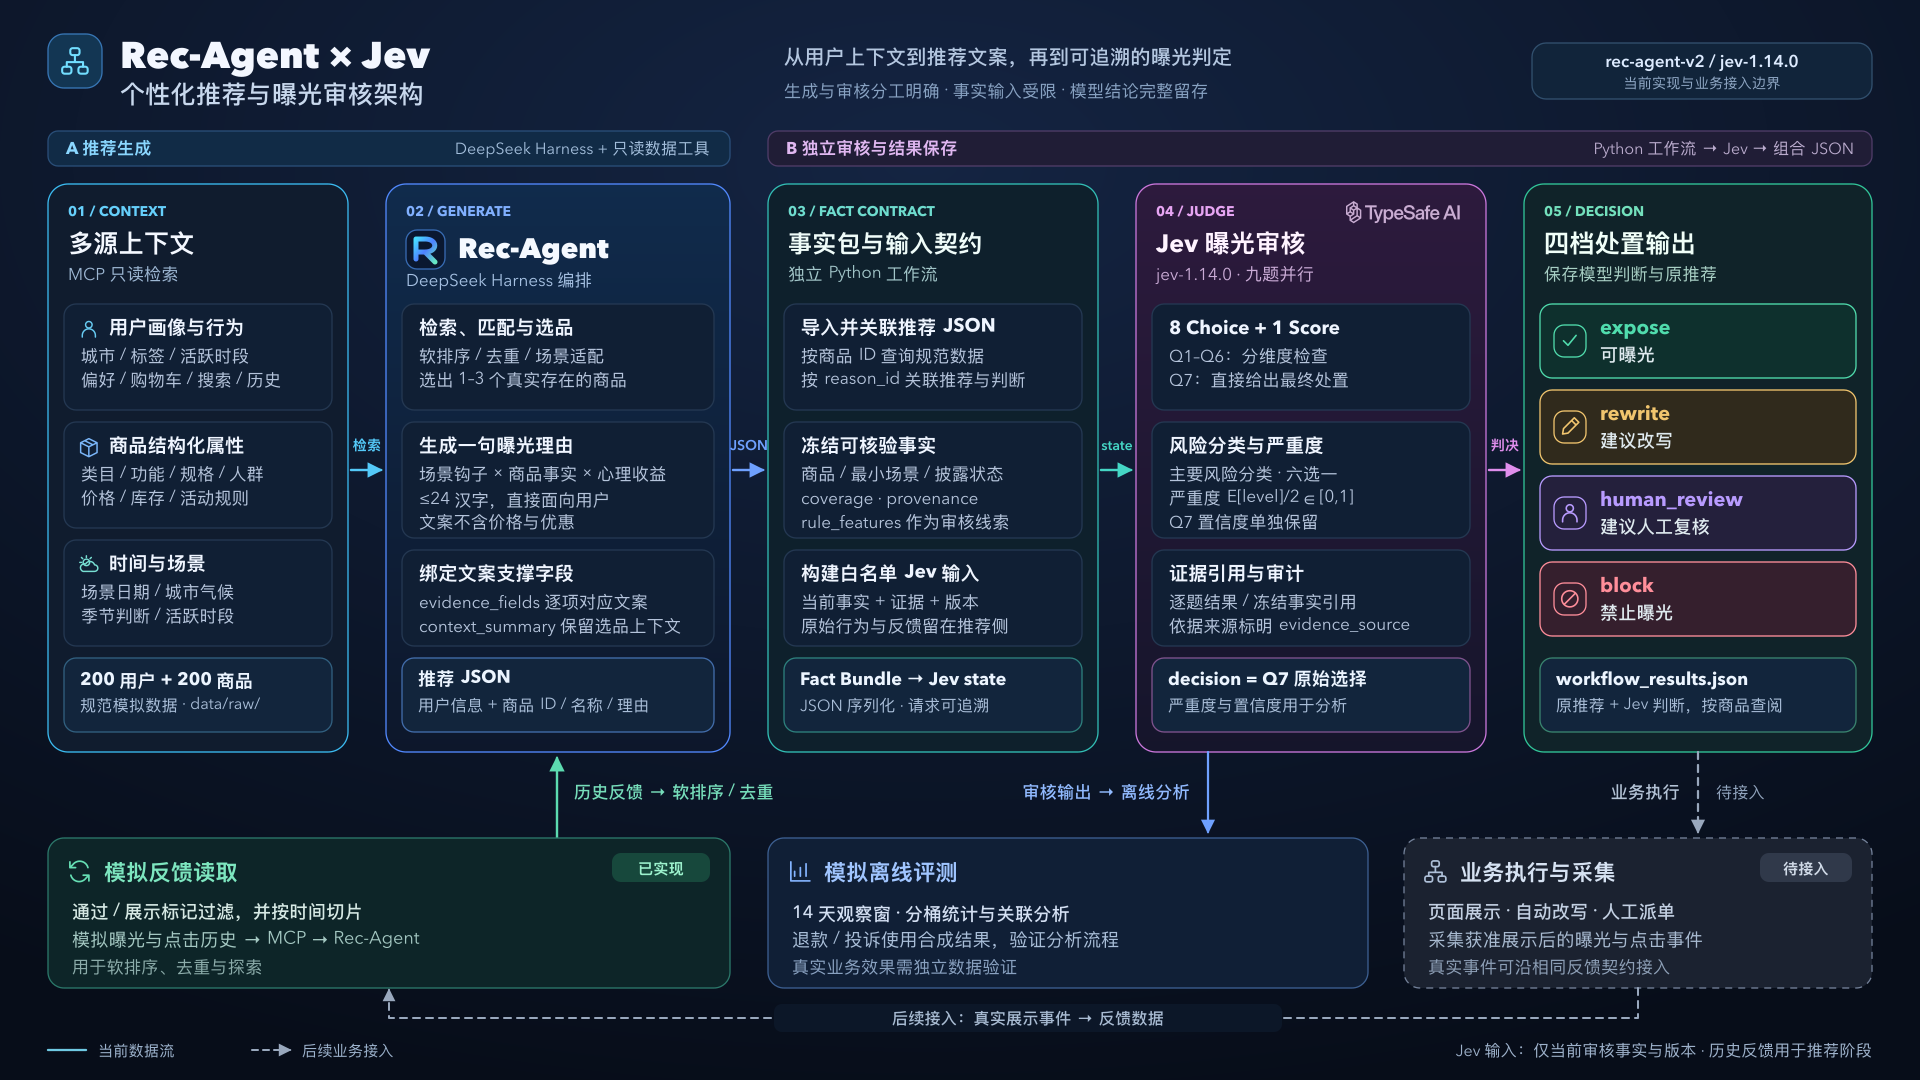 Rec-Agent × Jev
个性化推荐与曝光审核架构
从用户上下文到推荐文案，再到可追溯的曝光判定
生成与审核分工明确 · 事实输入受限 · 模型结论完整留存
rec-agent-v2 / jev-1.14.0
当前实现与业务接入边界
A 推荐生成
DeepSeek Harness + 只读数据工具
B 独立审核与结果保存
Python 工作流 → Jev → 组合 JSON
01 / CONTEXT
多源上下文
MCP 只读检索
用户画像与行为
城市 / 标签 / 活跃时段
偏好 / 购物车 / 搜索 / 历史
商品结构化属性
类目 / 功能 / 规格 / 人群
价格 / 库存 / 活动规则
时间与场景
场景日期 / 城市气候
季节判断 / 活跃时段
200 用户 + 200 商品
规范模拟数据 · data/raw/
检索
02 / GENERATE
Rec-Agent
DeepSeek Harness 编排
检索、匹配与选品
软排序 / 去重 / 场景适配
选出 1-3 个真实存在的商品
生成一句曝光理由
场景钩子 × 商品事实 × 心理收益
≤24 汉字，直接面向用户
文案不含价格与优惠
绑定文案支撑字段
evidence_fields 逐项对应文案
context_summary 保留选品上下文
推荐 JSON
用户信息 + 商品 ID / 名称 / 理由
JSON
03 / FACT CONTRACT
事实包与输入契约
独立 Python 工作流
导入并关联推荐 JSON
按商品 ID 查询规范数据
按 reason_id 关联推荐与判断
冻结可核验事实
商品 / 最小场景 / 披露状态
coverage · provenance
rule_features 作为审核线索
构建白名单 Jev 输入
当前事实 + 证据 + 版本
原始行为与反馈留在推荐侧
Fact Bundle → Jev state
JSON 序列化 · 请求可追溯
state
04 / JUDGE
TypeSafe AI
Jev 曝光审核
jev-1.14.0 · 九题并行
8 Choice + 1 Score
Q1–Q6：分维度检查
Q7：直接给出最终处置
风险分类与严重度
主要风险分类 · 六选一
严重度 E[level]/2 ∈ [0,1]
Q7 置信度单独保留
证据引用与审计
逐题结果 / 冻结事实引用
依据来源标明 evidence_source
decision = Q7 原始选择
严重度与置信度用于分析
判决
05 / DECISION
四档处置输出
保存模型判断与原推荐
expose
可曝光
rewrite
建议改写
human_review
建议人工复核
block
禁止曝光
workflow_results.json
原推荐 + Jev 判断，按商品查阅
历史反馈 → 软排序 / 去重
审核输出 → 离线分析
业务执行
待接入
模拟反馈读取
已实现
通过 / 展示标记过滤，并按时间切片
模拟曝光与点击历史 → MCP → Rec-Agent
用于软排序、去重与探索
模拟离线评测
14 天观察窗 · 分桶统计与关联分析
退款 / 投诉使用合成结果，验证分析流程
真实业务效果需独立数据验证
业务执行与采集
待接入
页面展示 · 自动改写 · 人工派单
采集获准展示后的曝光与点击事件
真实事件可沿相同反馈契约接入
后续接入：真实展示事件 → 反馈数据
当前数据流
后续业务接入
Jev 输入：仅当前审核事实与版本 · 历史反馈用于推荐阶段